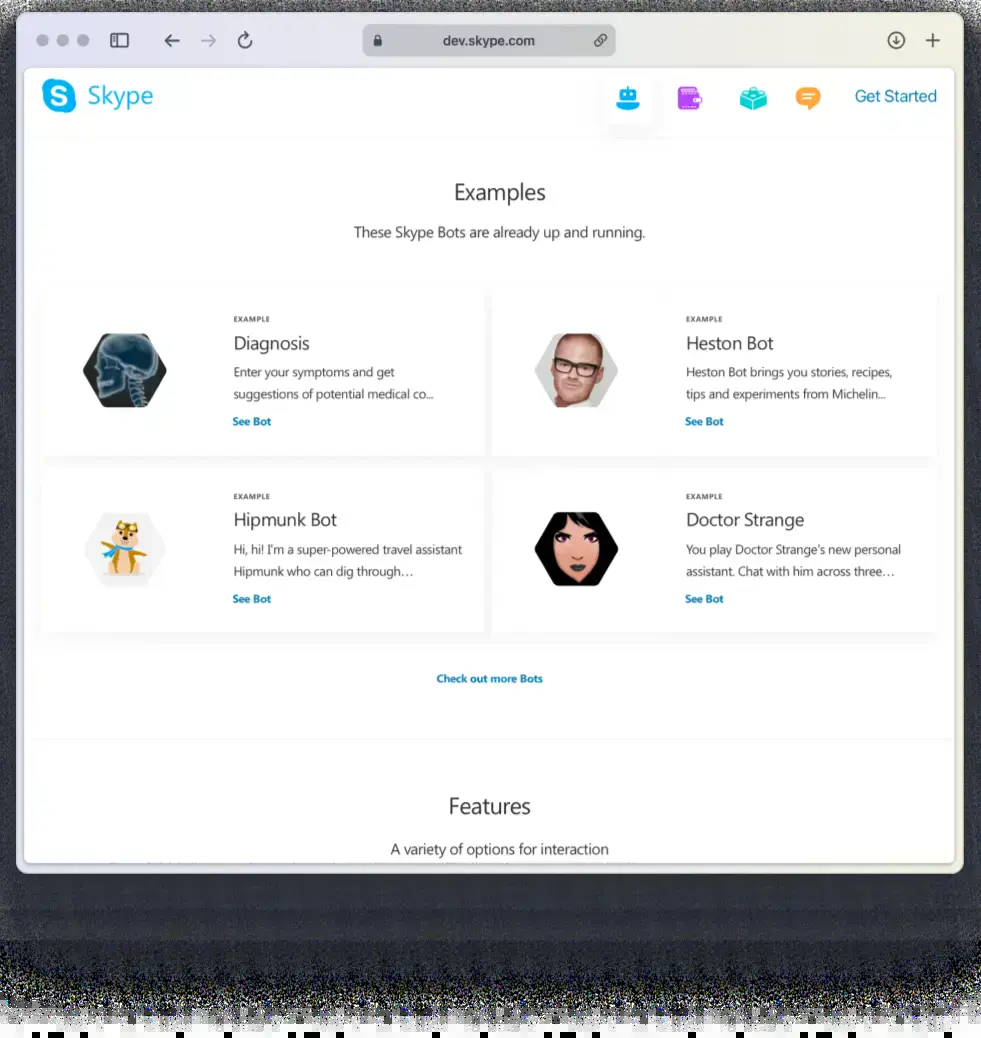 dev.skype.com
Skype
Get Started
Examples
These Skype Bots are already up and running.
EXAMPLE
Diagnosis
Enter your symptoms and get
suggestions of potential medical co...
See Bot
EXAMPLE
Heston Bot
Heston Bot brings you stories, recipes,
tips and experiments from Michelin...
See Bot
EXAMPLE
Hipmunk Bot
Hi, hi! I'm a super-powered travel assistant
Hipmunk who can dig through…
See Bot
EXAMPLE
Doctor Strange
You play Doctor Strange's new personal
assistant. Chat with him across three…
See Bot
Check out more Bots
Features
A variety of options for interaction